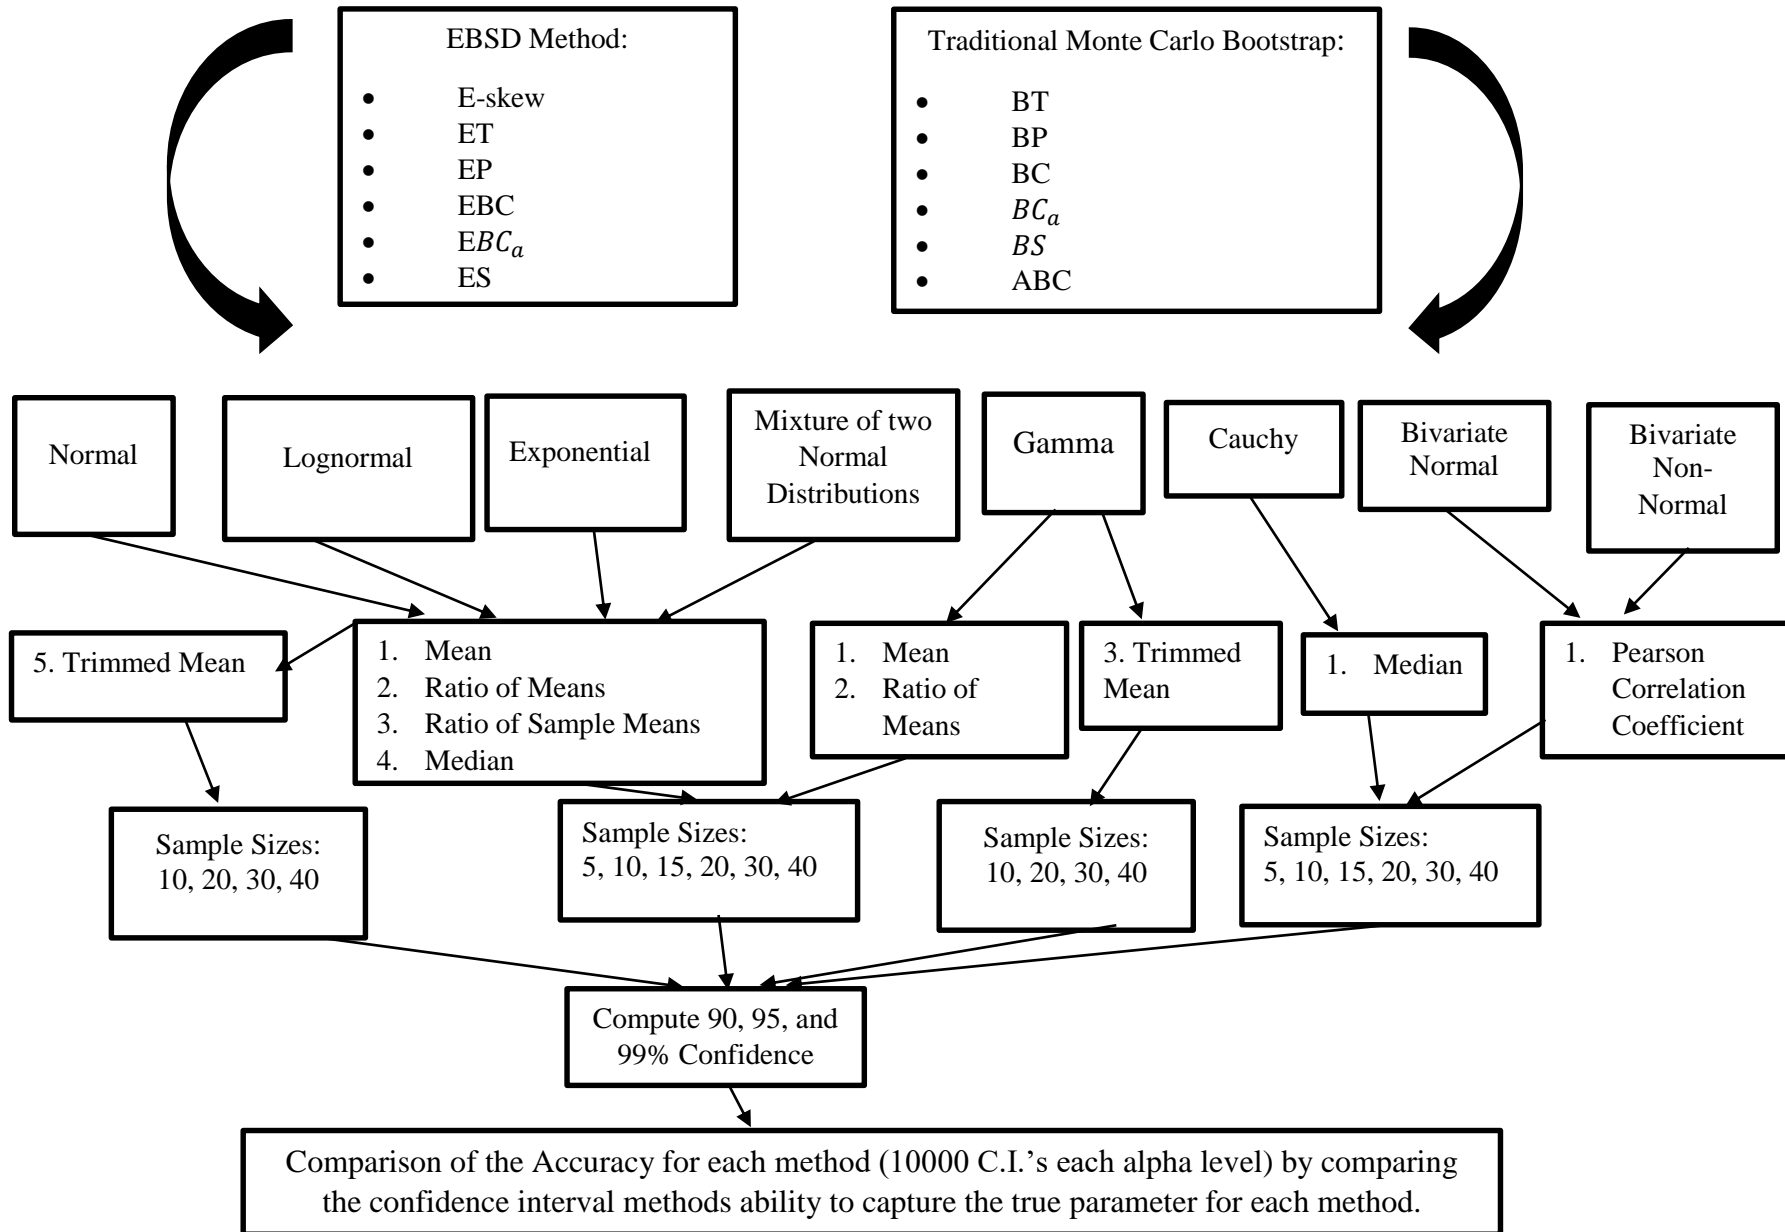 EBSD Method:
• E-skew
• ET
• EP
• EBC
• EBCₐ
• ES
Traditional Monte Carlo Bootstrap:
• BT
• BP
• BC
• BCₐ
• BS
• ABC
Normal
Lognormal
Exponential
Mixture of two
Normal
Distributions
Gamma
Cauchy
Bivariate
Normal
Bivariate
Non-
Normal
5. Trimmed Mean
1. Mean
2. Ratio of Means
3. Ratio of Sample Means
4. Median
1. Mean
2. Ratio of
Means
3. Trimmed
Mean
1. Median
1. Pearson
Correlation
Coefficient
Sample Sizes:
10, 20, 30, 40
Sample Sizes:
5, 10, 15, 20, 30, 40
Sample Sizes:
10, 20, 30, 40
Sample Sizes:
5, 10, 15, 20, 30, 40
Compute 90, 95, and
99% Confidence
Comparison of the Accuracy for each method (10000 C.I.’s each alpha level) by comparing
the confidence interval methods ability to capture the true parameter for each method.